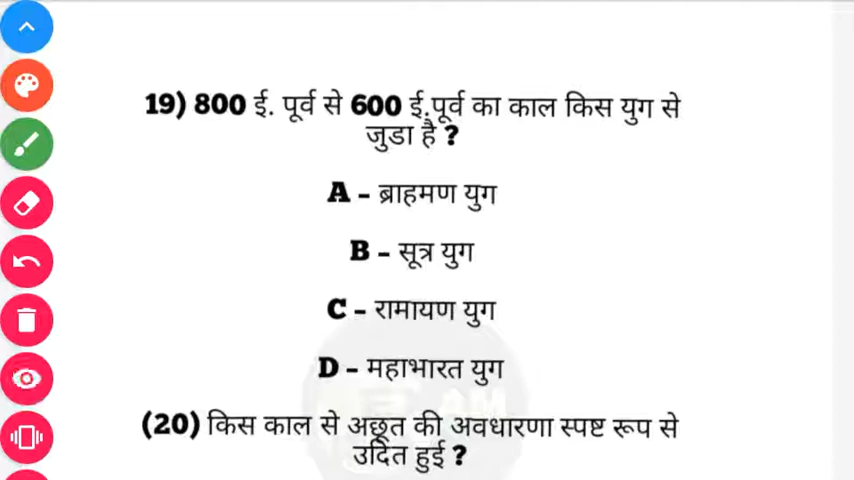 19) 800 ई. पूर्व से 600 ई.पूर्व का काल किस युग से
जुडा है ?
A - ब्राहमण युग
B - सूत्र युग
C - रामायण युग
D - महाभारत युग
(20) किस काल से अछूत की अवधारणा स्पष्ट रूप से
उदित हुई ?